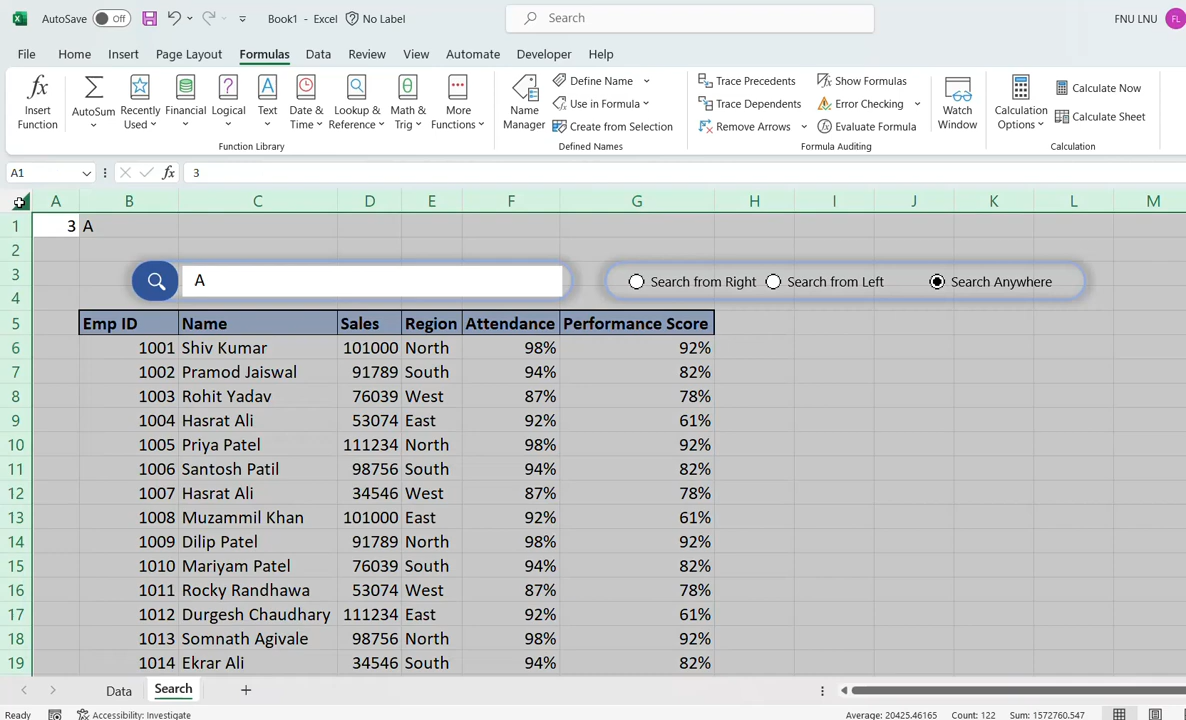 AutoSave Off Book1 - Excel No Label Search FNU LNU FL
File Home Insert Page Layout Formulas Data Review View Automate Developer Help
Insert Function
AutoSum
Recently Used
Financial
Logical
Text
Date & Time
Lookup & Reference
Math & Trig
More Functions
Function Library
Name Manager
Define Name
Use in Formula
Create from Selection
Defined Names
Trace Precedents
Trace Dependents
Remove Arrows
Show Formulas
Error Checking
Evaluate Formula
Formula Auditing
Watch Window
Calculation Options
Calculate Now
Calculate Sheet
Calculation
A1 fx 3
A B C D E F G H I J K L M
1 3 A
2
3 A Search from Right Search from Left Search Anywhere
4
5 Emp ID Name Sales Region Attendance Performance Score
6 1001 Shiv Kumar 101000 North 98% 92%
7 1002 Pramod Jaiswal 91789 South 94% 82%
8 1003 Rohit Yadav 76039 West 87% 78%
9 1004 Hasrat Ali 53074 East 92% 61%
10 1005 Priya Patel 111234 North 98% 92%
11 1006 Santosh Patil 98756 South 94% 82%
12 1007 Hasrat Ali 34546 West 87% 78%
13 1008 Muzammil Khan 101000 East 92% 61%
14 1009 Dilip Patel 91789 North 98% 92%
15 1010 Mariyam Patel 76039 South 94% 82%
16 1011 Rocky Randhawa 53074 West 87% 78%
17 1012 Durgesh Chaudhary 111234 East 92% 61%
18 1013 Somnath Agivale 98756 North 98% 92%
19 1014 Ekrar Ali 34546 South 94% 82%
Data Search
Ready Accessibility: Investigate Average: 20425.46165 Count: 122 Sum: 1572760.547